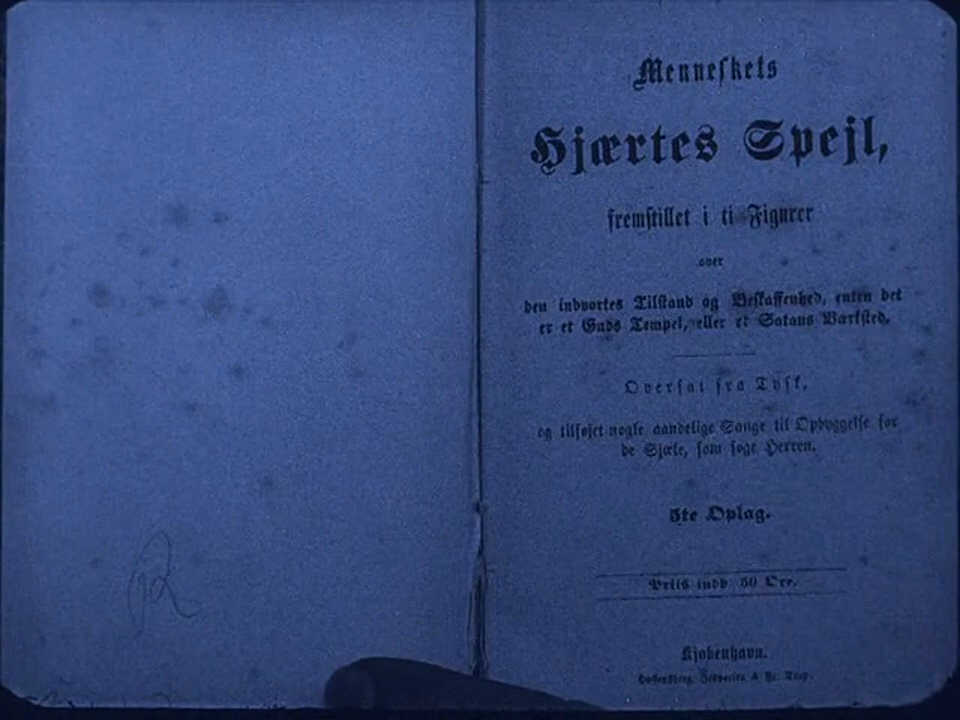 Menneskets
Hjærtes Spejl,
fremstillet i ti Figurer
over
den indvortes Tilstand og Beskaffenhed, enten det
er et Guds Tempel, eller et Satans Værksted,
Oversat fra Tysk,
og tilføjet nogle aandelige Sange til Opbyggelse for
de Sjæle, som søge Herren.
5te Oplag.
Priis indb. 50 Øre.
Kjøbenhavn.